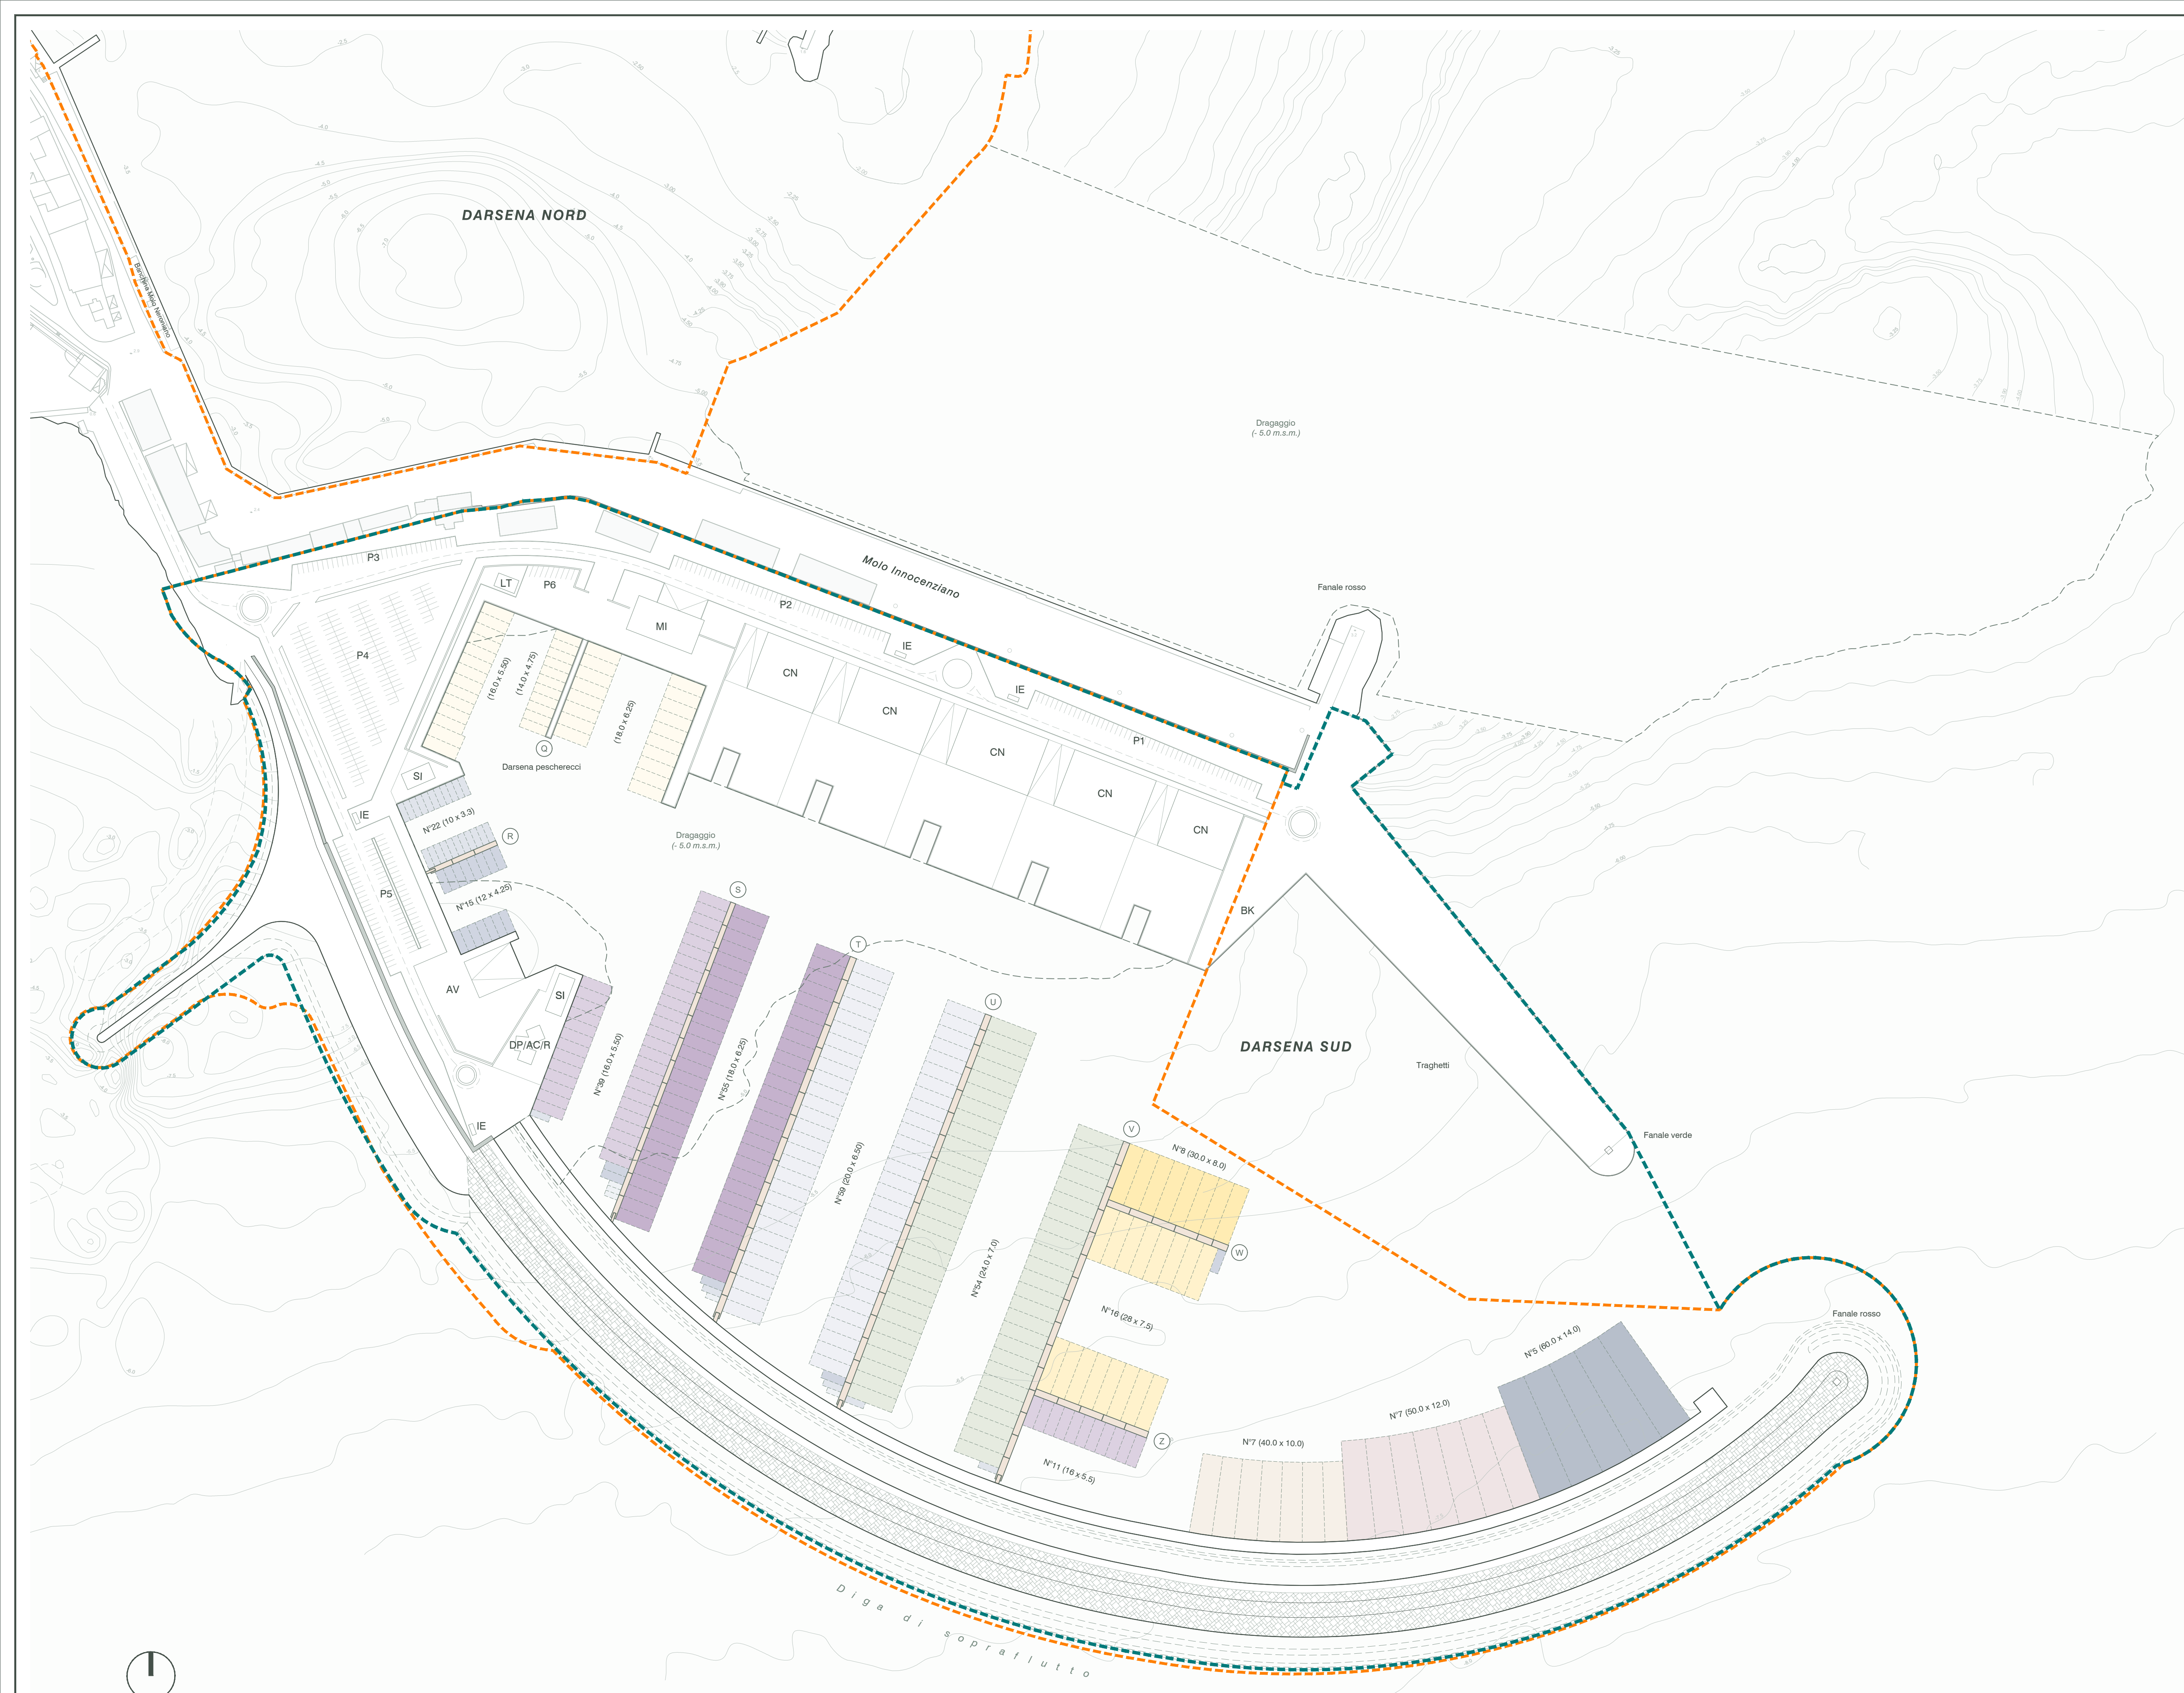 DARSENA NORD
Banchina Molo Neroniano
Dragaggio
(- 5.0 m.s.m.)
Molo Innocenziano
Fanale rosso
P3
LT
P6
P2
MI
IE
P4
CN
IE
CN
P1
CN
CN
CN
(16.0 x 5.50)
(14.0 x 4.75)
(18.0 x 6.25)
Q
Darsena pescherecci
SI
IE
N°22 (10 x 3.3)
R
Dragaggio
(- 5.0 m.s.m.)
P5
N°15 (12 x 4.25)
S
BK
T
AV
SI
U
DP/AC/R
DARSENA SUD
Traghetti
N°39 (16.0 x 5.50)
N°55 (18.0 x 6.25)
IE
V
Fanale verde
N°8 (30.0 x 8.0)
N°59 (20.0 x 6.50)
W
N°54 (24.0 x 7.0)
N°16 (28 x 7.5)
Fanale rosso
N°5 (60.0 x 14.0)
N°7 (50.0 x 12.0)
Z
N°7 (40.0 x 10.0)
N°11 (16 x 5.5)
Diga di sopraflutto